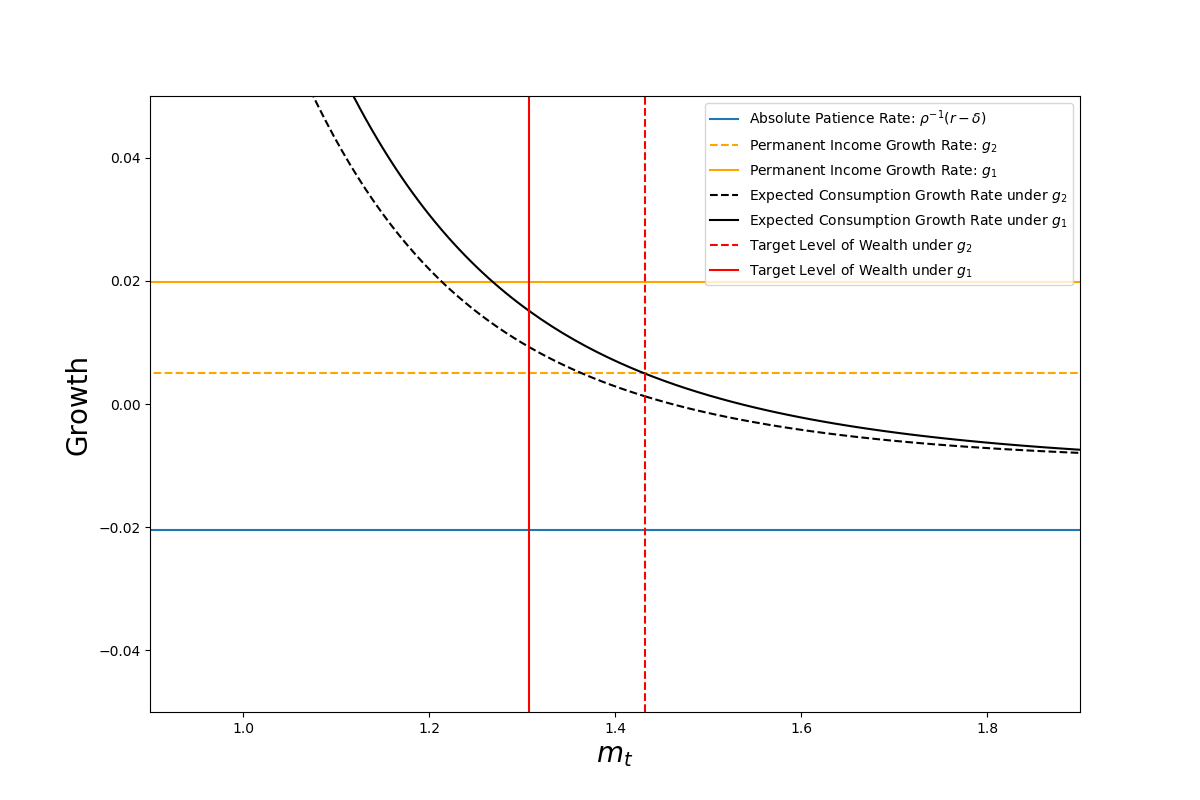 Absolute Patience Rate: ρ⁻¹(r − δ)
Permanent Income Growth Rate: g₂
Permanent Income Growth Rate: g₁
Expected Consumption Growth Rate under g₂
Expected Consumption Growth Rate under g₁
Target Level of Wealth under g₂
Target Level of Wealth under g₁
0.04
0.02
0.00
−0.02
−0.04
Growth
1.0 1.2 1.4 1.6 1.8
mₜ